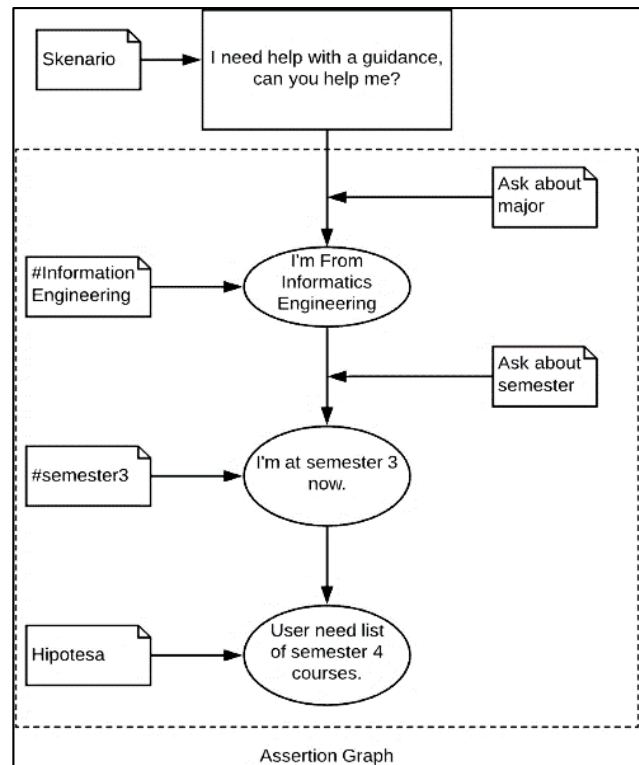 Skenario
I need help with a guidance,
can you help me?
Ask about
major
#Information
Engineering
I'm From
Informatics
Engineering
Ask about
semester
#semester3
I'm at semester 3
now.
Hipotesa
User need list
of semester 4
courses.
Assertion Graph